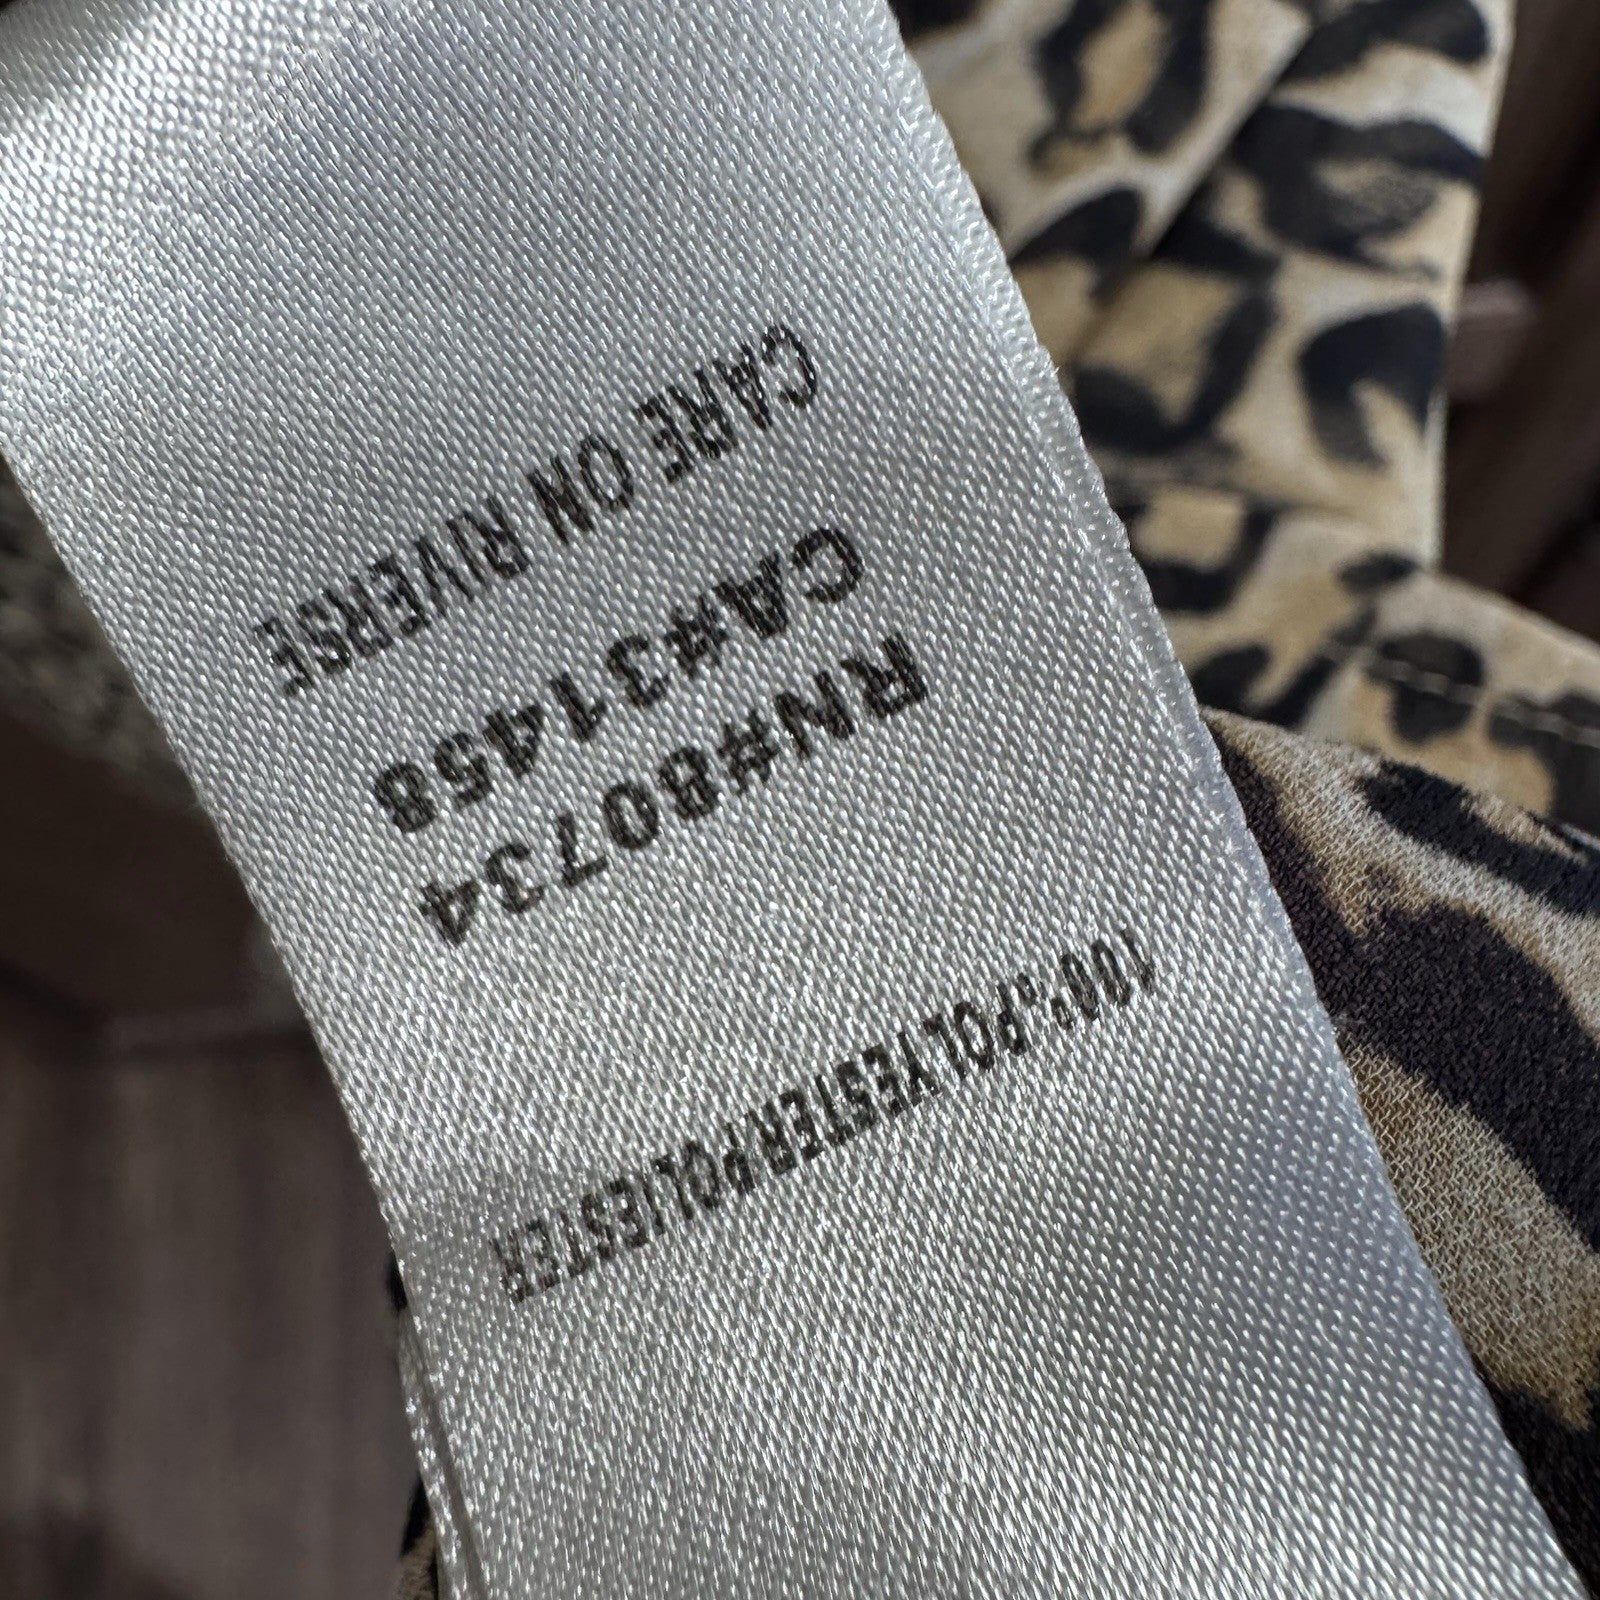 100%POLYESTER/POLYESTER
RN#80734
CA#31458
CARE ON RIVERSE